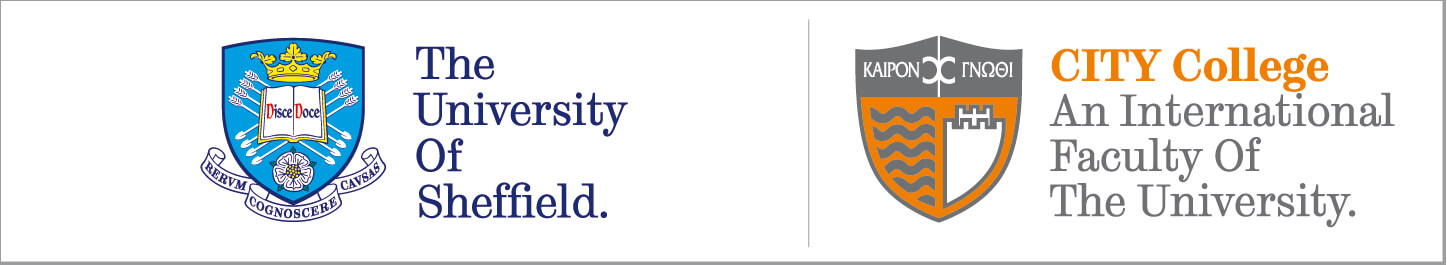 Disce Doce
RERVM
COGNOSCERE
CAVSAS
The
University
Of
Sheffield.
ΚΑΙΡΟΝ ΓΝΩΘΙ
CITY College
An International
Faculty Of
The University.